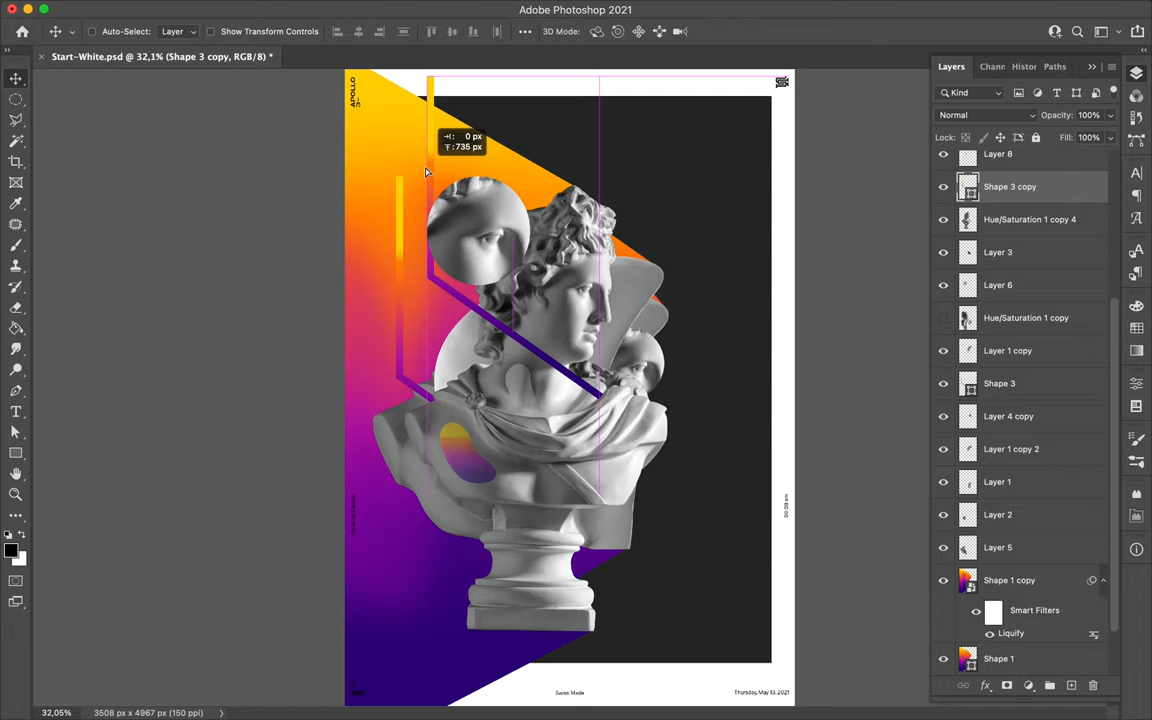 Adobe Photoshop 2021
Auto-Select: Layer Show Transform Controls 3D Mode:
Start-White.psd @ 32,1% (Shape 3 copy, RGB/8) *
Layers Chann Histor Paths
Kind
Normal Opacity: 100%
Lock: Fill: 100%
Layer 8
Shape 3 copy
Hue/Saturation 1 copy 4
Layer 3
Layer 6
Hue/Saturation 1 copy
Layer 1 copy
Shape 3
Layer 4 copy
Layer 1 copy 2
Layer 1
Layer 2
Layer 5
Shape 1 copy
Smart Filters
Liquify
Shape 1
APOLLO
3—
0 px
735 px
00:08 am
Swiss Made
Thursday, May 13, 2021
32,05% 3508 px x 4967 px (150 ppi)